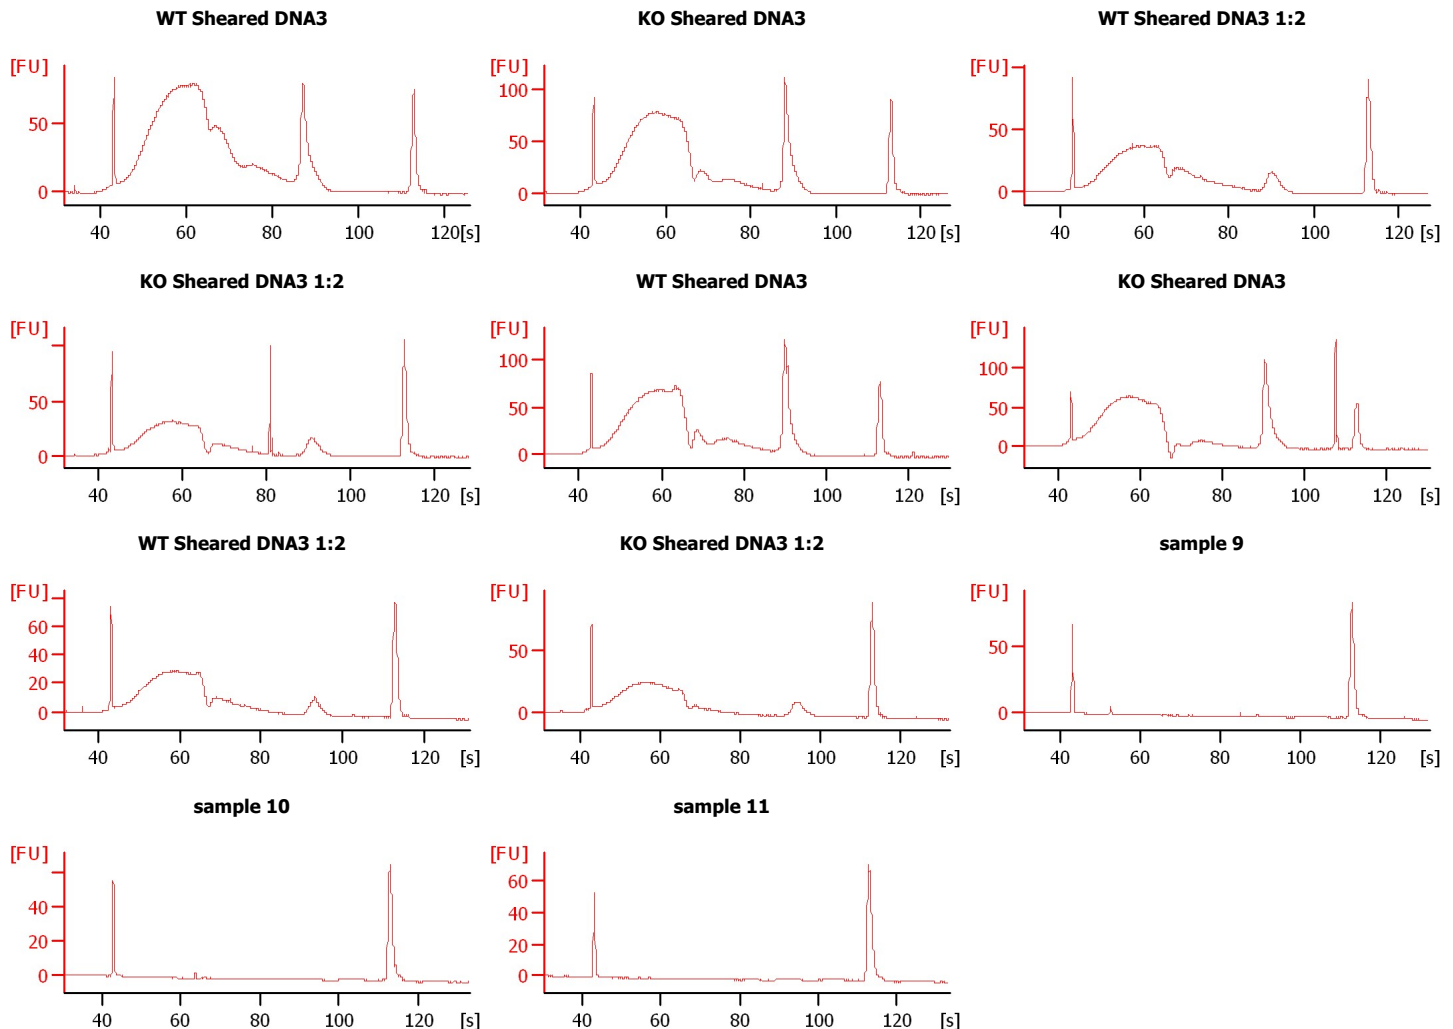 WT Sheared DNA3
[FU]
50
0
40 60 80 100 120[s]
KO Sheared DNA3
[FU]
100
50
0
40 60 80 100 120 [s]
WT Sheared DNA3 1:2
[FU]
50
0
40 60 80 100 120 [s]
KO Sheared DNA3 1:2
[FU]
50
0
40 60 80 100 120 [s]
WT Sheared DNA3
[FU]
100
50
0
40 60 80 100 120 [s]
KO Sheared DNA3
[FU]
100
50
0
40 60 80 100 120 [s]
WT Sheared DNA3 1:2
[FU]
60
40
20
0
40 60 80 100 120 [s]
KO Sheared DNA3 1:2
[FU]
50
0
40 60 80 100 120 [s]
sample 9
[FU]
50
0
40 60 80 100 120 [s]
sample 10
[FU]
40
20
0
40 60 80 100 120 [s]
sample 11
[FU]
60
40
20
0
40 60 80 100 120 [s]